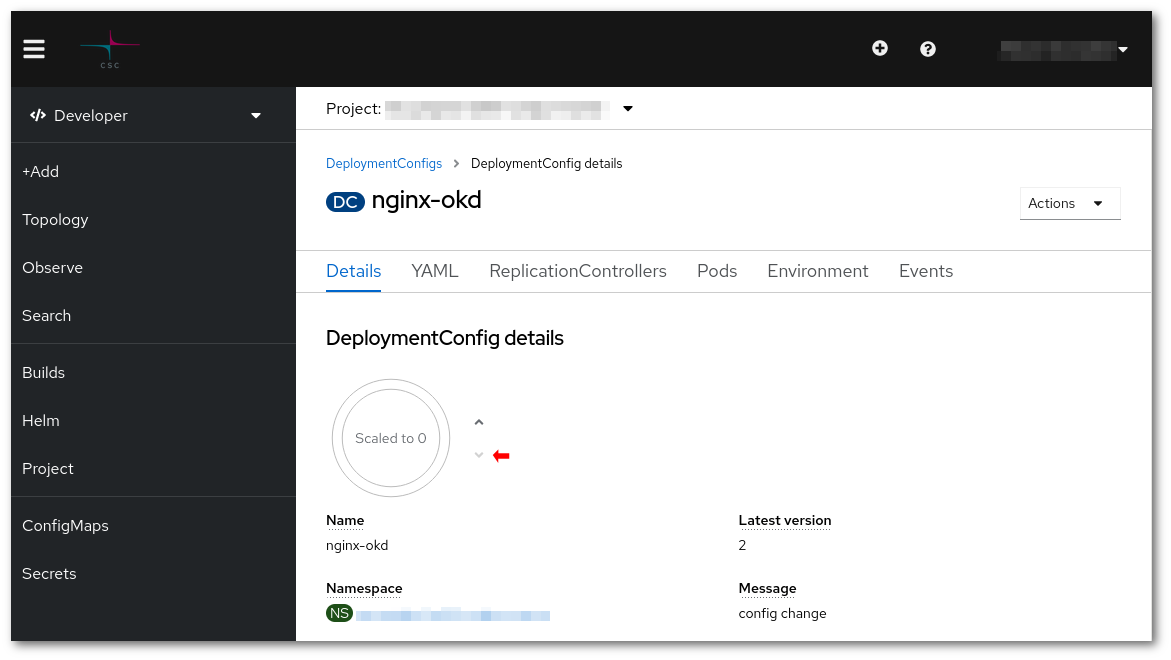 CSC
Project:
Developer
DeploymentConfigs DeploymentConfig details
+Add
DC nginx-okd
Actions
Topology
Observe
Details YAML ReplicationControllers Pods Environment Events
Search
DeploymentConfig details
Builds
Helm
Scaled to 0
Project
Name
Latest version
ConfigMaps
nginx-okd
2
Secrets
Namespace
Message
NS
config change